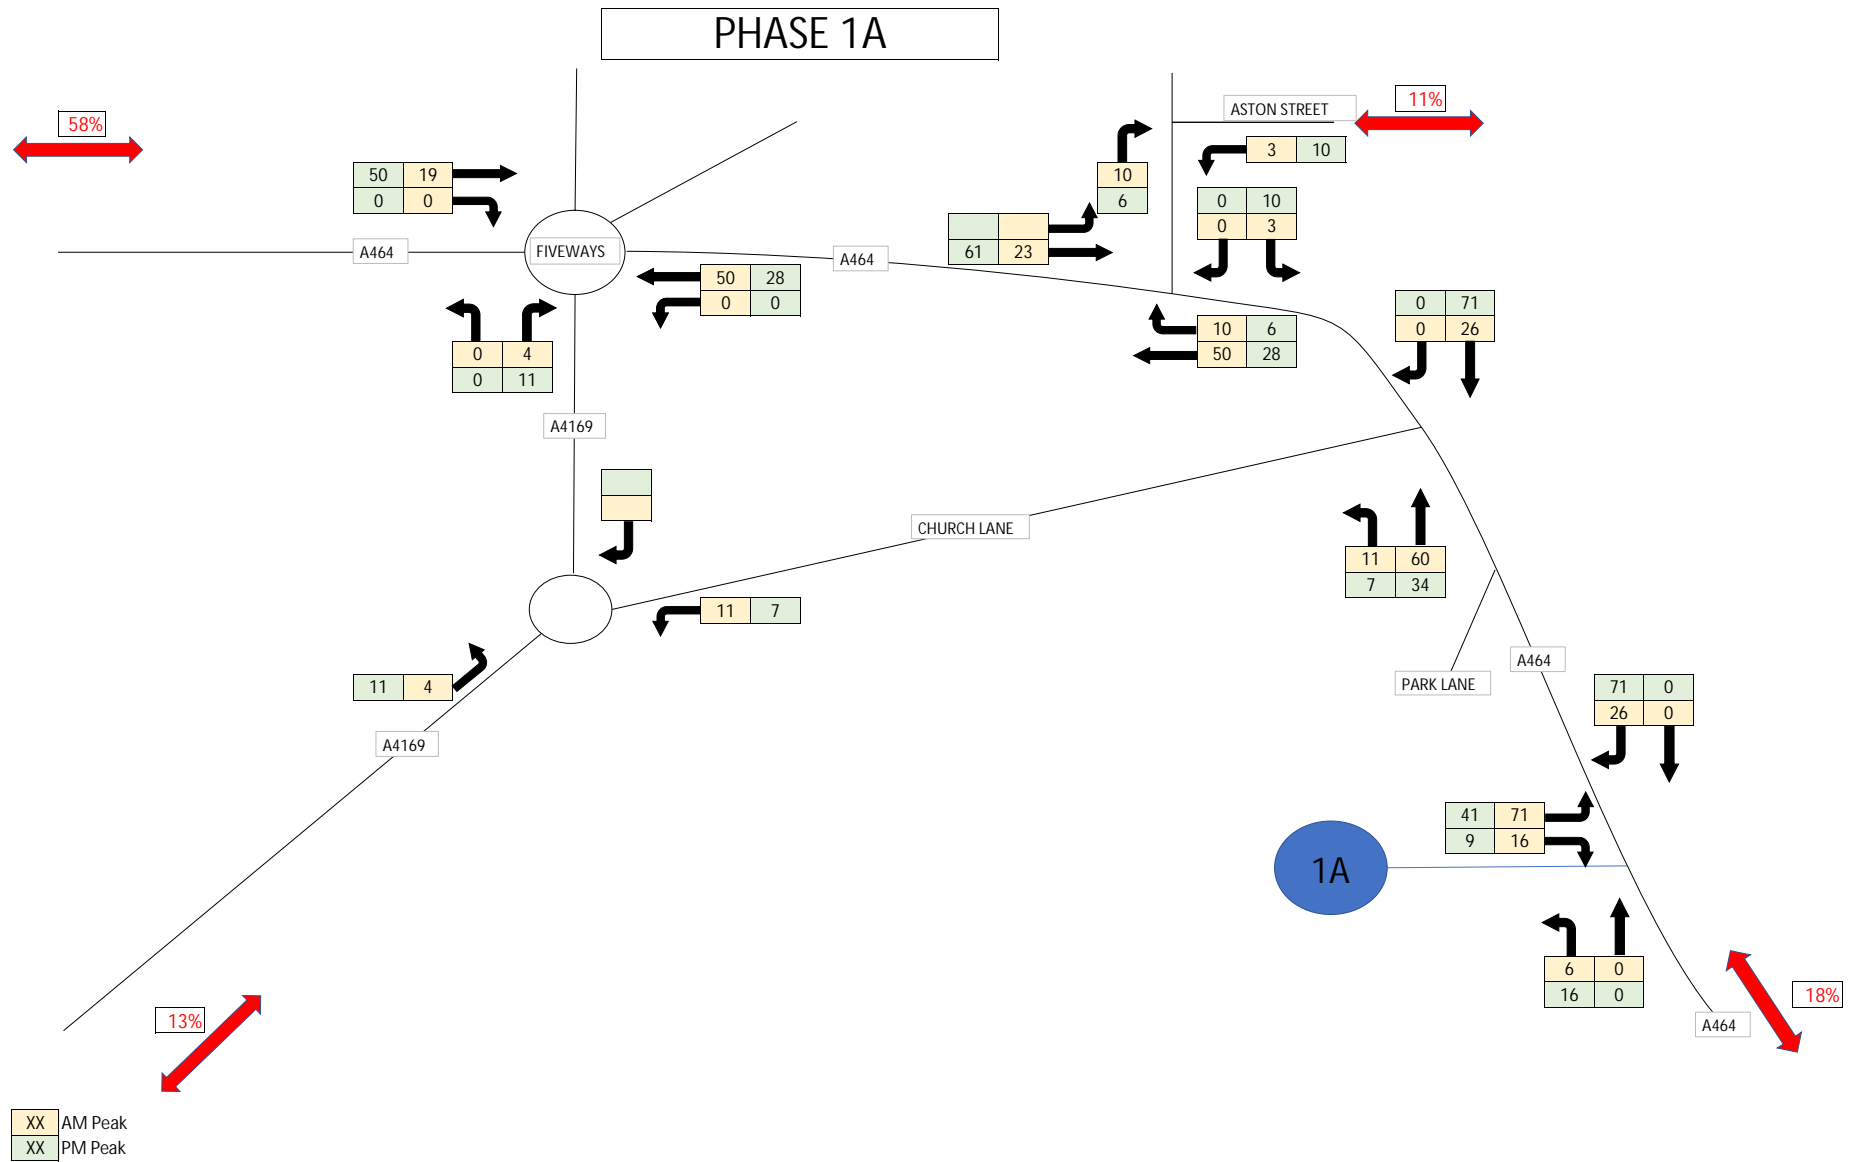 PHASE 1A
58%
11%
ASTON STREET
3 10
50 19
0 0
10
6
0 10
0 3
61 23
A464
FIVEWAYS
A464
50 28
0 0
0 71
0 26
10 6
50 28
0 4
0 11
A4169
CHURCH LANE
11 60
7 34
11 7
A464
PARK LANE
11 4
71 0
26 0
A4169
41 71
9 16
1A
6 0
16 0
18%
13%
A464
XX AM Peak
XX PM Peak